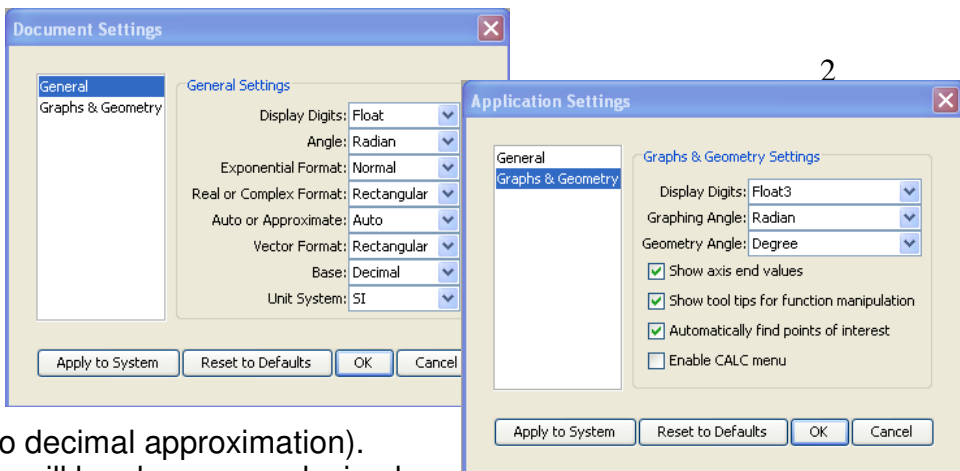 2
Document Settings
General
Graphs & Geometry
General Settings
Display Digits: Float
Angle: Radian
Exponential Format: Normal
Real or Complex Format: Rectangular
Auto or Approximate: Auto
Vector Format: Rectangular
Base: Decimal
Unit System: SI
Apply to System Reset to Defaults OK Cancel
Application Settings
General
Graphs & Geometry
Graphs & Geometry Settings
Display Digits: Float3
Graphing Angle: Radian
Geometry Angle: Degree
Show axis end values
Show tool tips for function manipulation
Automatically find points of interest
Enable CALC menu
Apply to System Reset to Defaults OK Cancel
o decimal approximation).